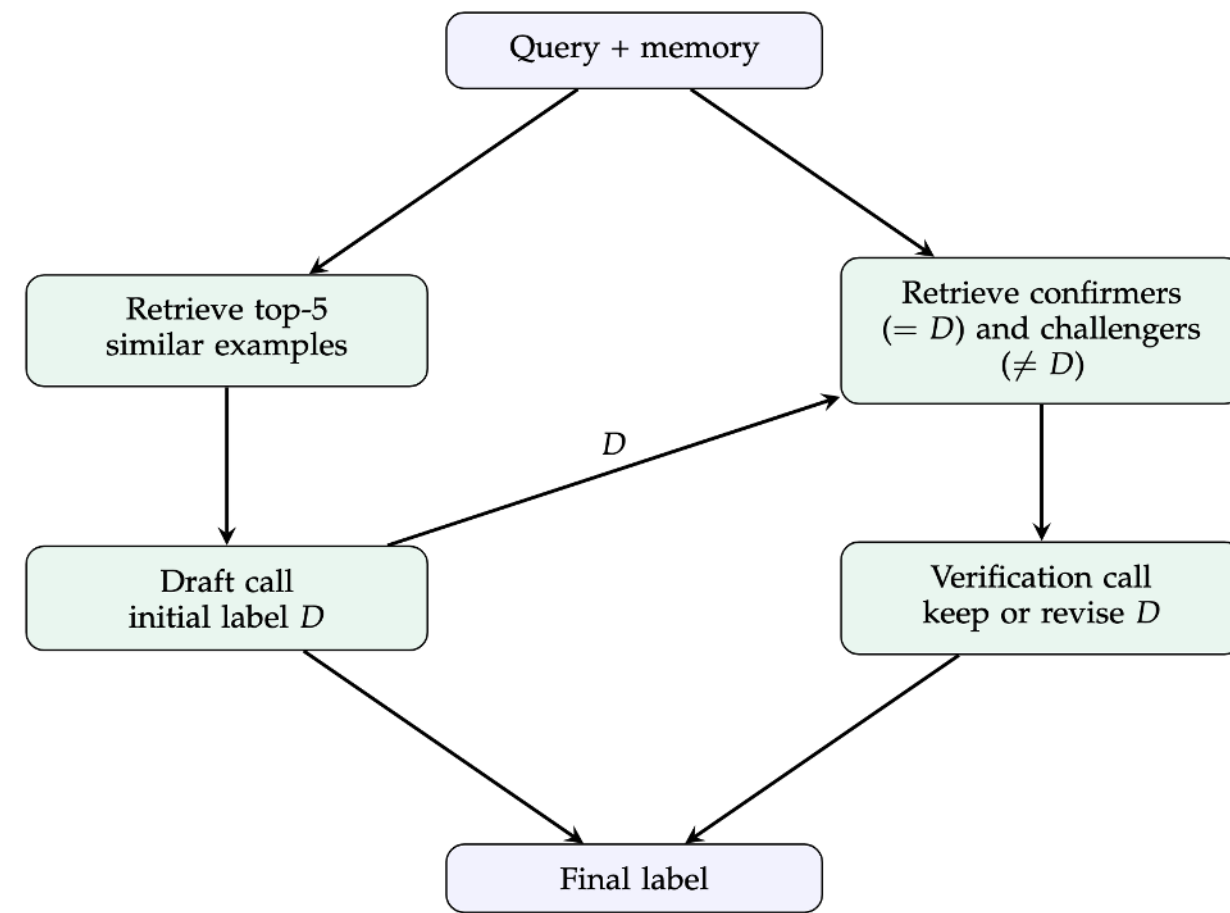 Query + memory
Retrieve top-5
similar examples
Retrieve confirmers
(= D) and challengers
(≠ D)
D
Draft call
initial label D
Verification call
keep or revise D
Final label